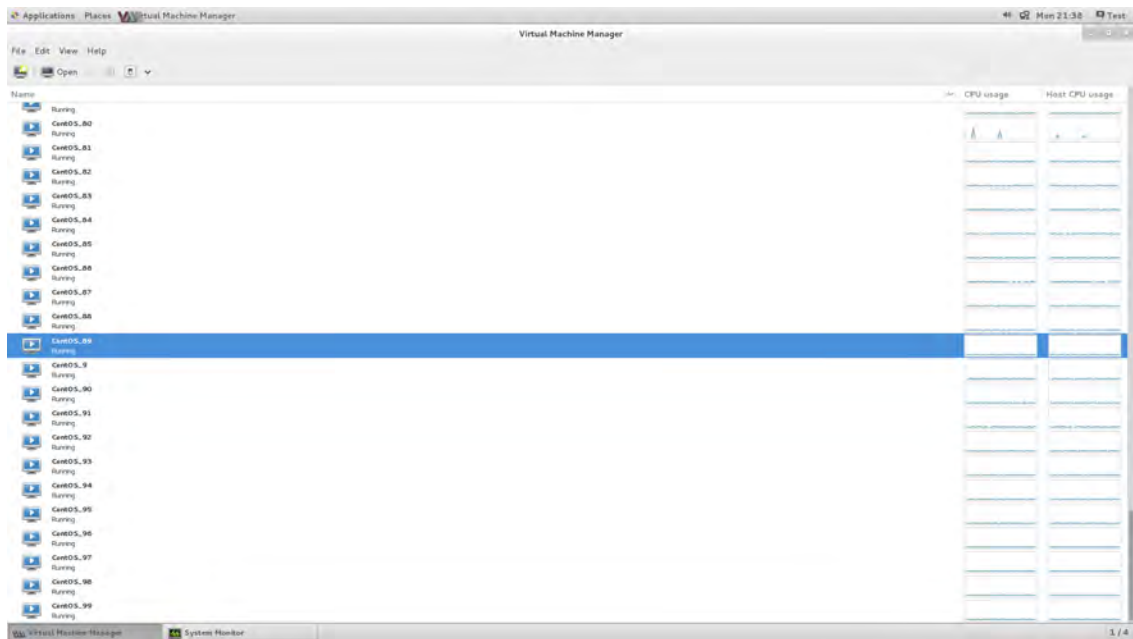 Applications Places Virtual Machine Manager Mon 21:38 Test
Virtual Machine Manager
File Edit View Help
Open
Name CPU usage Host CPU usage
Running
CentOS_80
Running
CentOS_81
Running
CentOS_82
Running
CentOS_83
Running
CentOS_84
Running
CentOS_85
Running
CentOS_86
Running
CentOS_87
Running
CentOS_88
Running
CentOS_89
Running
CentOS_9
Running
CentOS_90
Running
CentOS_91
Running
CentOS_92
Running
CentOS_93
Running
CentOS_94
Running
CentOS_95
Running
CentOS_96
Running
CentOS_97
Running
CentOS_98
Running
CentOS_99
Running
Virtual Machine Manager System Monitor 1 / 4